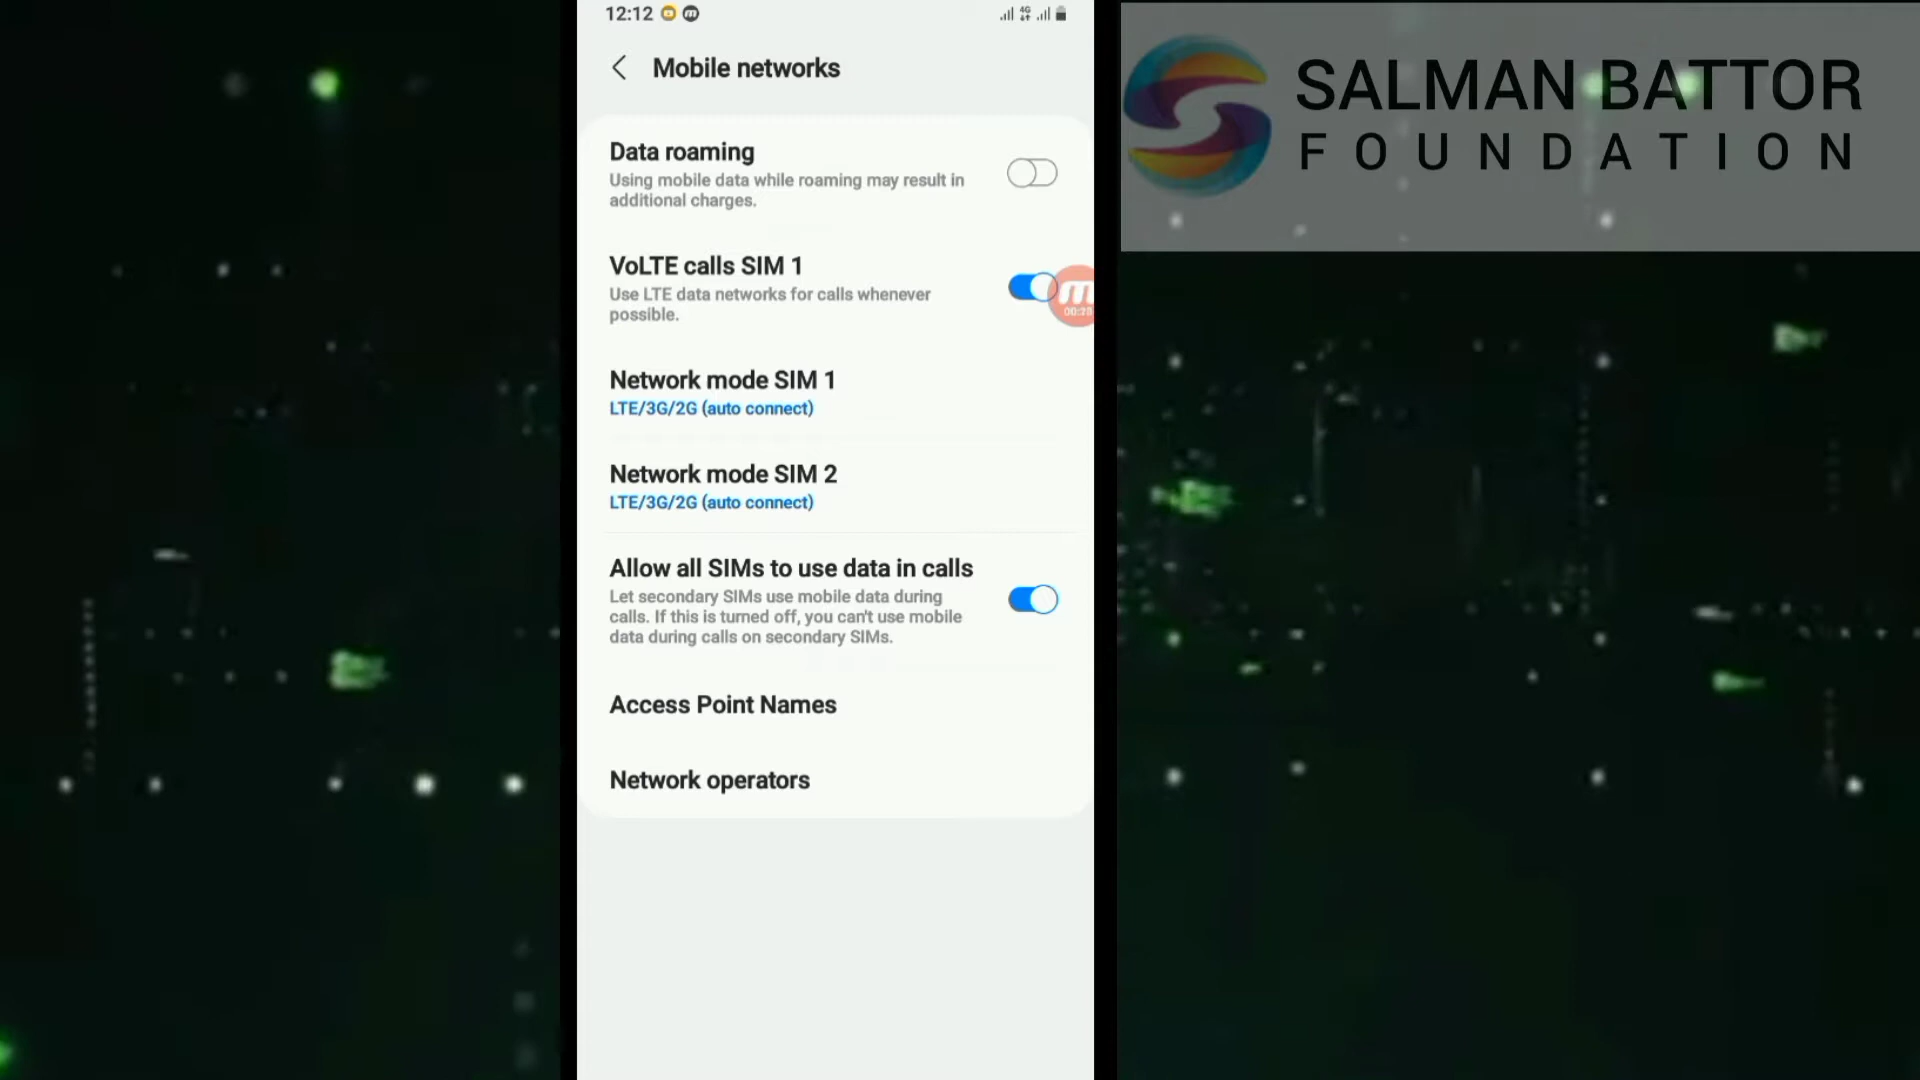 12:12
4G
Mobile networks
Data roaming
Using mobile data while roaming may result in
additional charges.
VoLTE calls SIM 1
Use LTE data networks for calls whenever
possible.
Network mode SIM 1
LTE/3G/2G (auto connect)
Network mode SIM 2
LTE/3G/2G (auto connect)
Allow all SIMs to use data in calls
Let secondary SIMs use mobile data during
calls. If this is turned off, you can't use mobile
data during calls on secondary SIMs.
Access Point Names
Network operators
SALMAN BATTOR
FOUNDATION